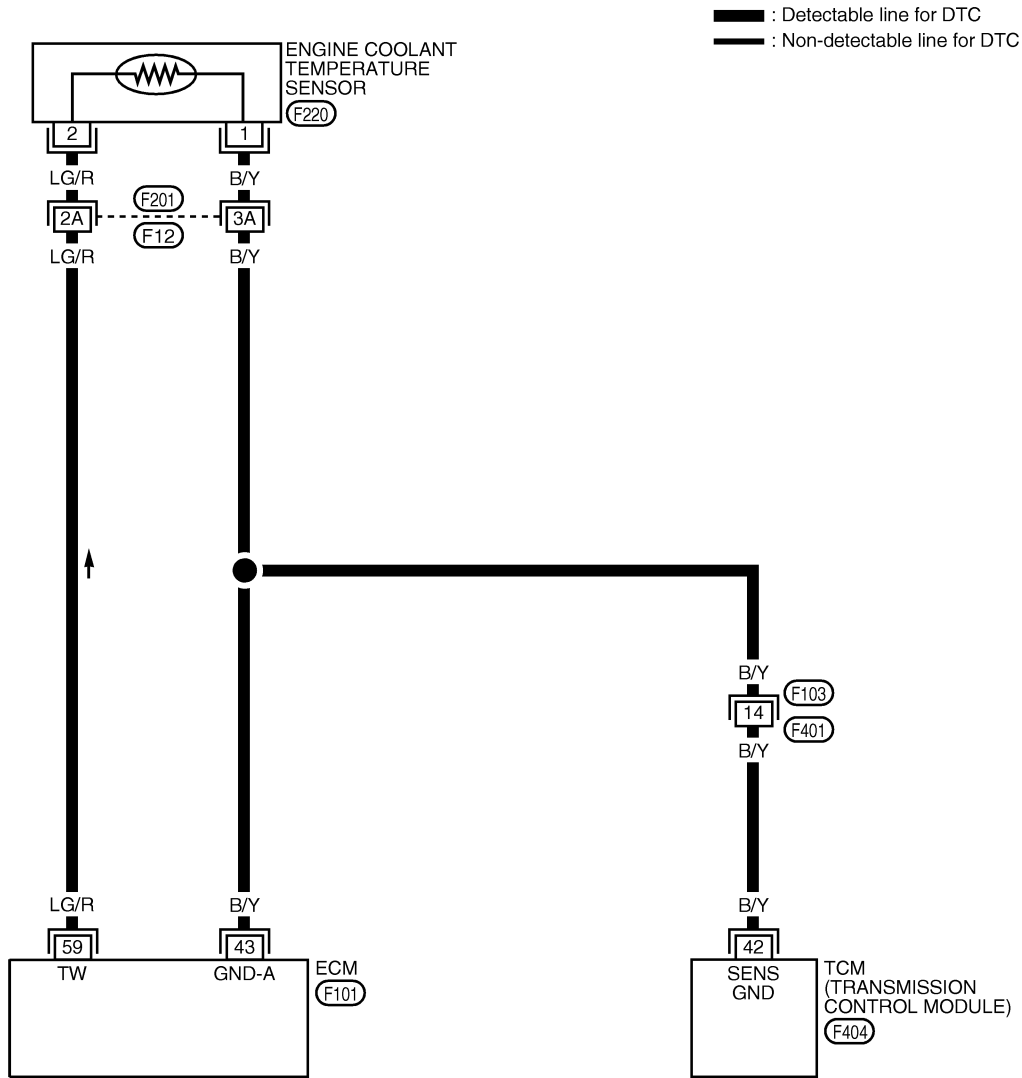 : Detectable line for DTC
: Non-detectable line for DTC
ENGINE COOLANT
TEMPERATURE
SENSOR
F220
2
1
LG/R
B/Y
F201
2A
3A
F12
LG/R
B/Y
B/Y
F103
14
F401
B/Y
LG/R
B/Y
B/Y
59
43
42
TW
GND-A
ECM
F101
SENS
GND
TCM
(TRANSMISSION
CONTROL MODULE)
F404